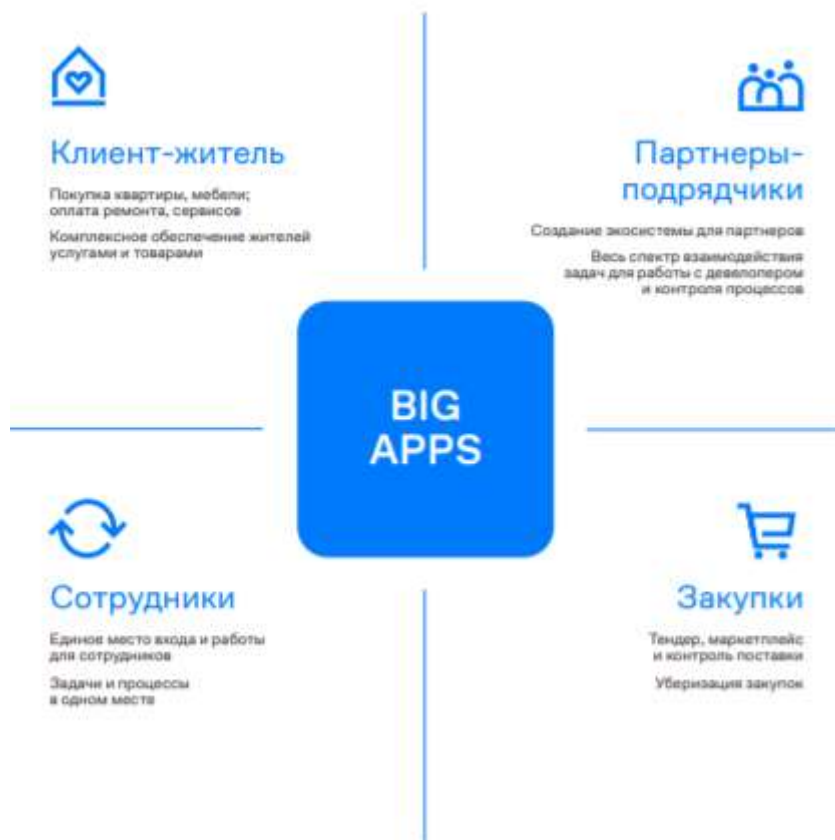 Клиент-житель
Покупка квартиры, мебели;
оплата ремонта, сервисов
Комплексное обеспечение жителей
услугами и товарами
Партнеры-
подрядчики
Создание экосистемы для партнеров
Весь спектр взаимодействия
задач для работы с девелопером
и контроля процессов
BIG
APPS
Сотрудники
Единое место входа и работы
для сотрудников
Задачи и процессы
в одном месте
Закупки
Тендер, маркетплейс
и контроль поставки
Уберизация закупок